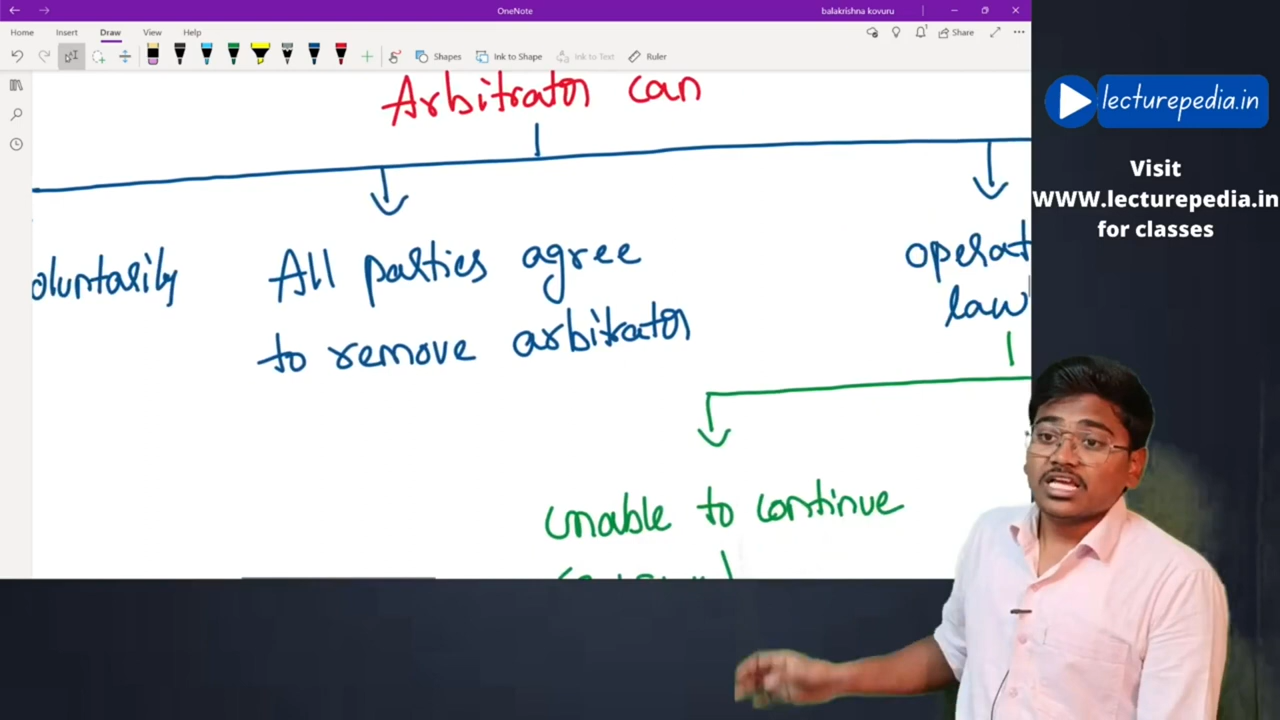 OneNote
balakrishna kovuru
Home Insert Draw View Help
Share
Shapes Ink to Shape Ink to Text Ruler
Arbitrator can
oluntarily
All parties agree
to remove arbitrator
operat
law
unable to continue
lecturepedia.in
Visit
WWW.lecturepedia.in
for classes